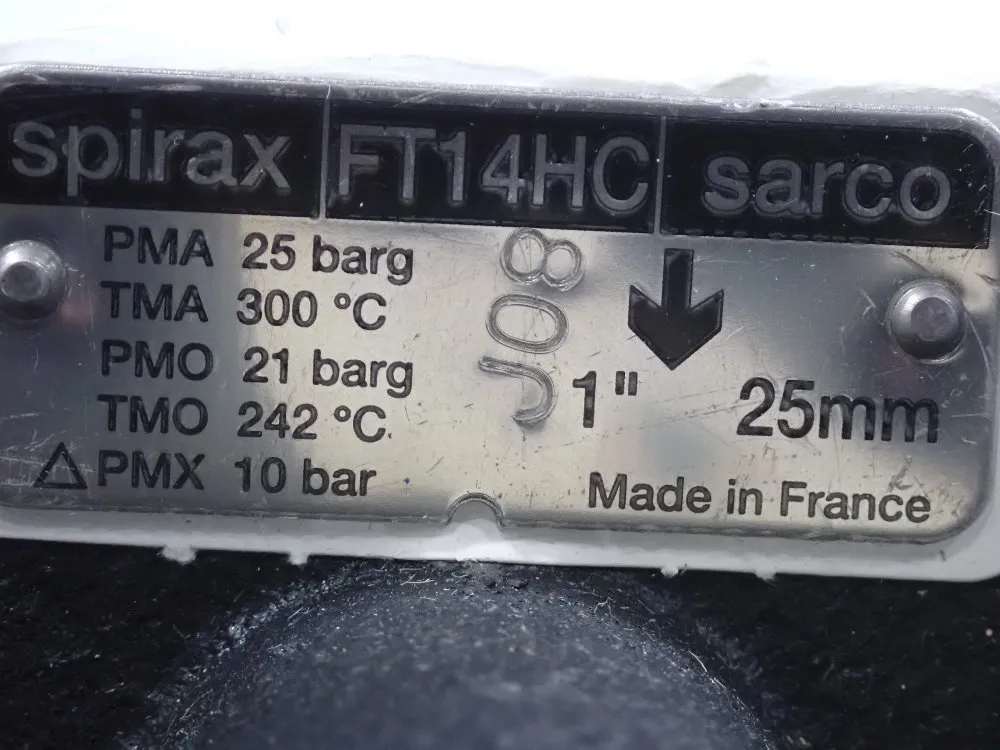 spirax FT14HC sarco
PMA 25 barg
TMA 300 °C
PMO 21 barg
TMO 242 °C
△PMX 10 bar
J08
1" 25mm
Made in France